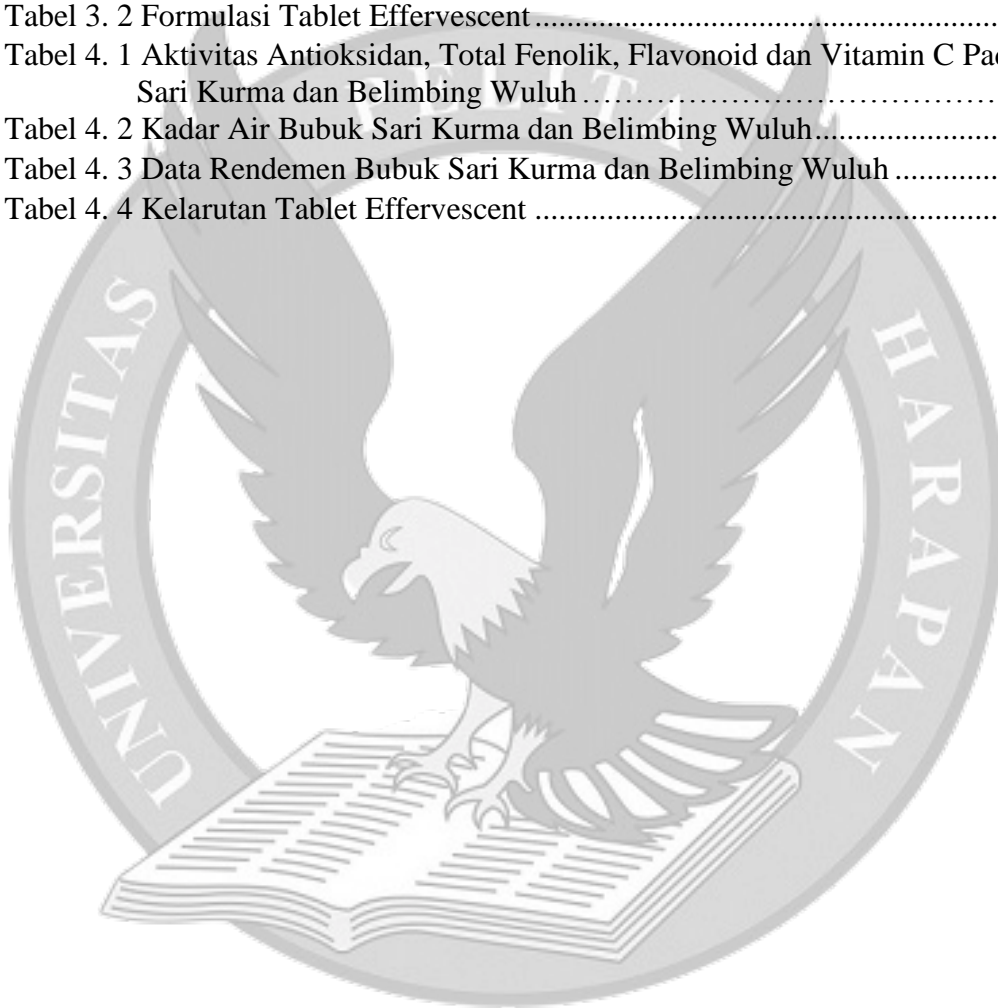 Tabel 3. 2 Formulasi Tablet Effervescent ..........................................................
Tabel 4. 1 Aktivitas Antioksidan, Total Fenolik, Flavonoid dan Vitamin C
Sari Kurma dan Belimbing Wuluh ..........................................
Tabel 4. 2 Kadar Air Bubuk Sari Kurma dan Belimbing Wuluh.......................
Tabel 4. 3 Data Rendemen Bubuk Sari Kurma dan Belimbing Wuluh .............
Tabel 4. 4 Kelarutan Tablet Effervescent ..........................................................
UNIVERSITAS PELITA HARAPAN